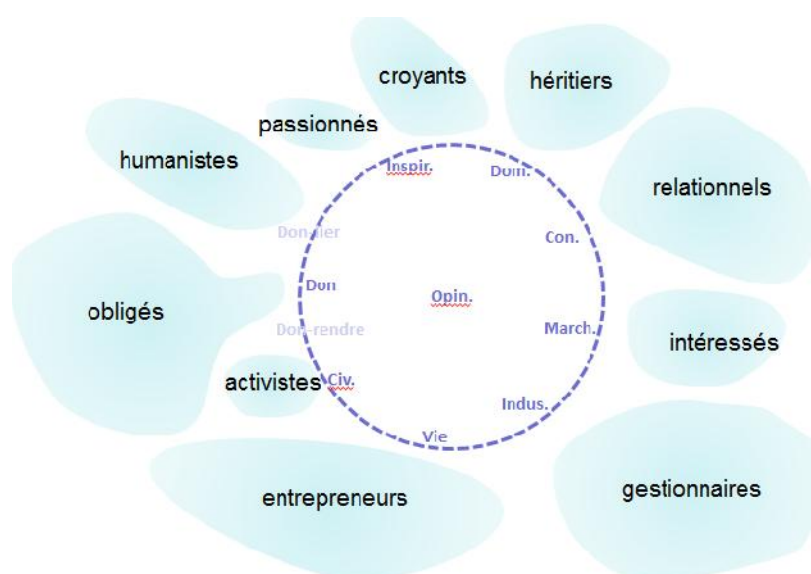 croyants
héritiers
passionnés
humanistes
Inspir.
Dom.
relationnels
Don-lier
Con.
Don
Opin.
obligés
Don-rendre
March.
intéressés
activistes
Civ.
Indus.
Vie
entrepreneurs
gestionnaires